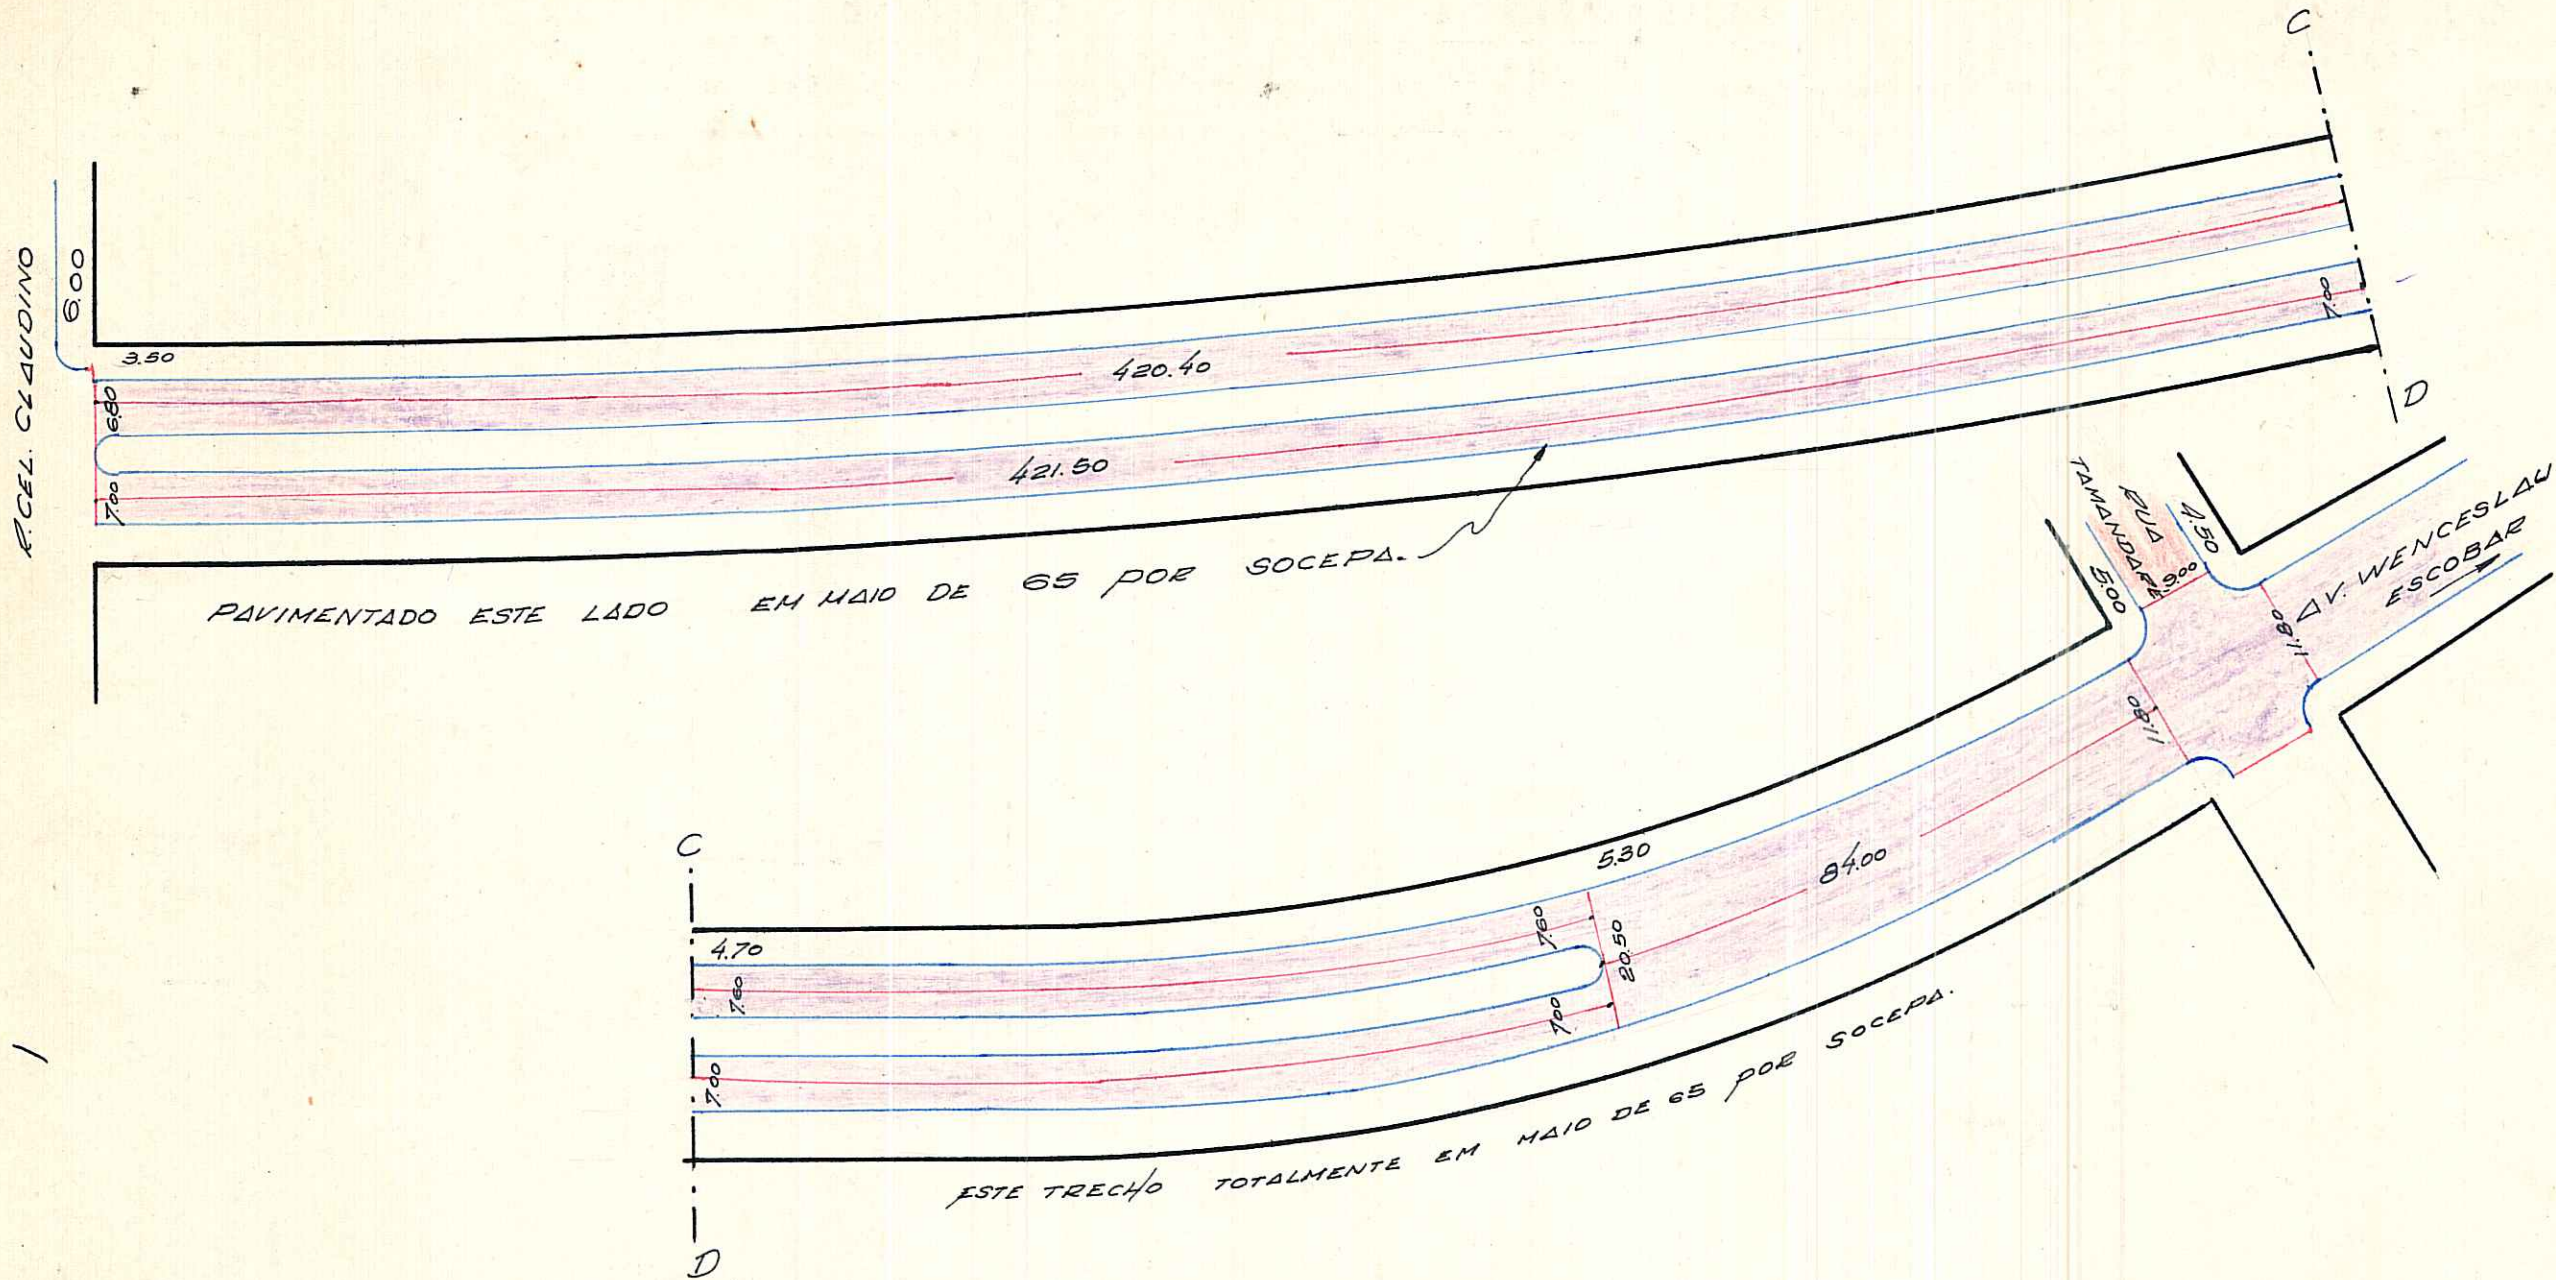 C
R. CEL. CLAUDINO
6.00
3.50
6.80
7.00
420.40
421.50
7.00
D
PAVIMENTADO ESTE LADO EM MAIO DE 65 POR SOCEPA.
RUA
TAMANDARÉ
4.50
5.00
9.00
AV. WENCESLAU
ESCOBAR
11.80
11.80
C
4.70
7.60
7.00
7.60
7.00
5.30
20.50
84.00
ESTE TRECHO TOTALMENTE EM MAIO DE 65 POR SOCEPA.
D